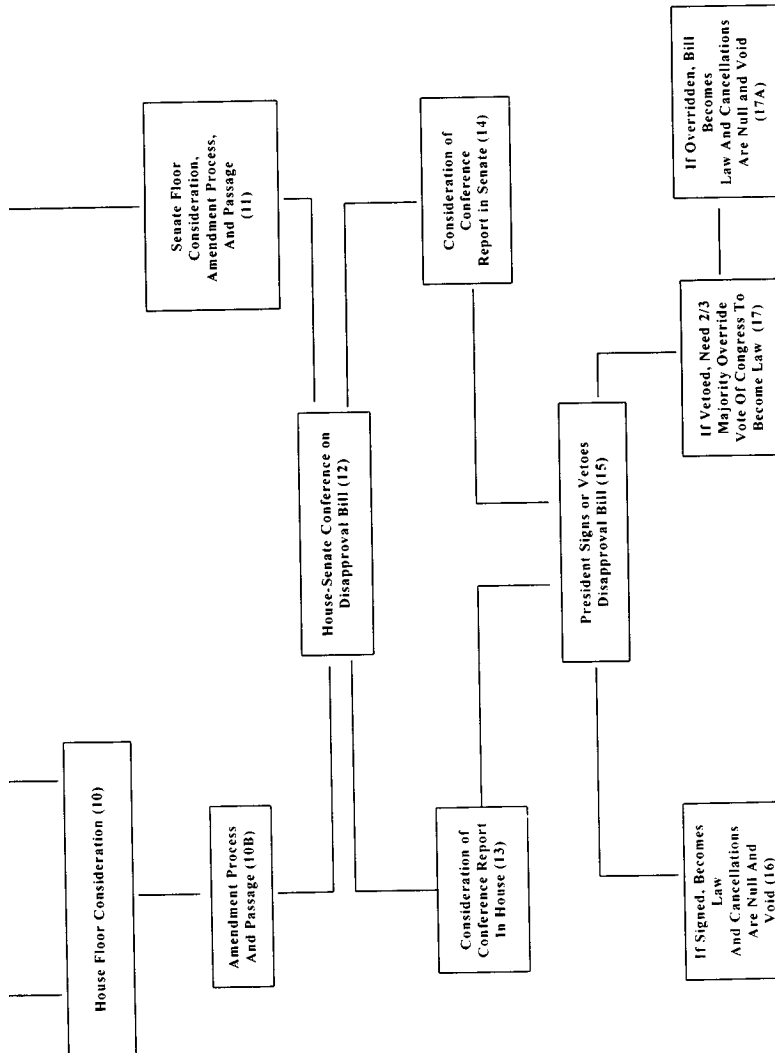 House Floor Consideration (10)
Amendment Process
And Passage (10B)
Senate Floor
Consideration,
Amendment Process,
And Passage
(11)
House-Senate Conference on
Disapproval Bill (12)
Consideration of
Conference Report
In House (13)
Consideration of
Conference
Report in Senate (14)
President Signs or Vetoes
Disapproval Bill (15)
If Signed, Becomes
Law
And Cancellations
Are Null And
Void (16)
If Vetoed, Need 2/3
Majority Override
Vote Of Congress To
Become Law (17)
If Overridden, Bill
Becomes
Law And Cancellations
Are Null and Void
(17A)